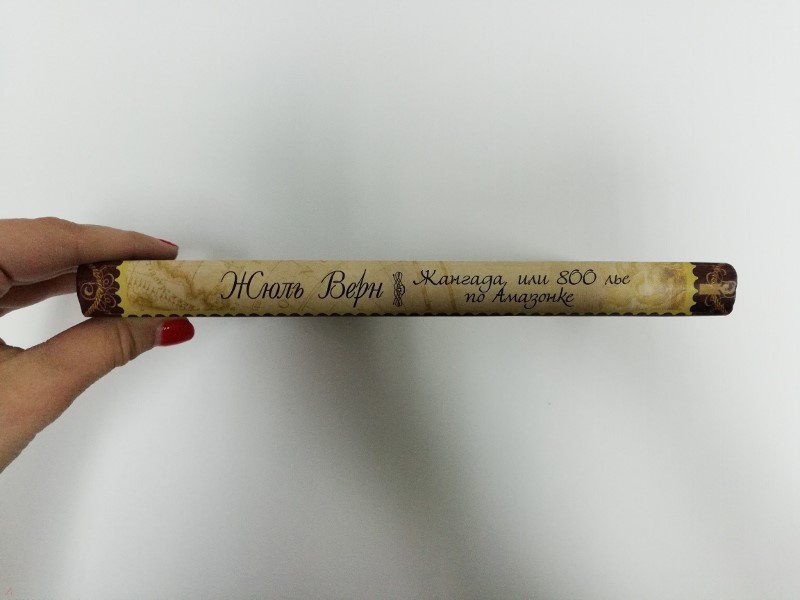 Жюль Верн
Жангада, или 800 лье
по Амазонке